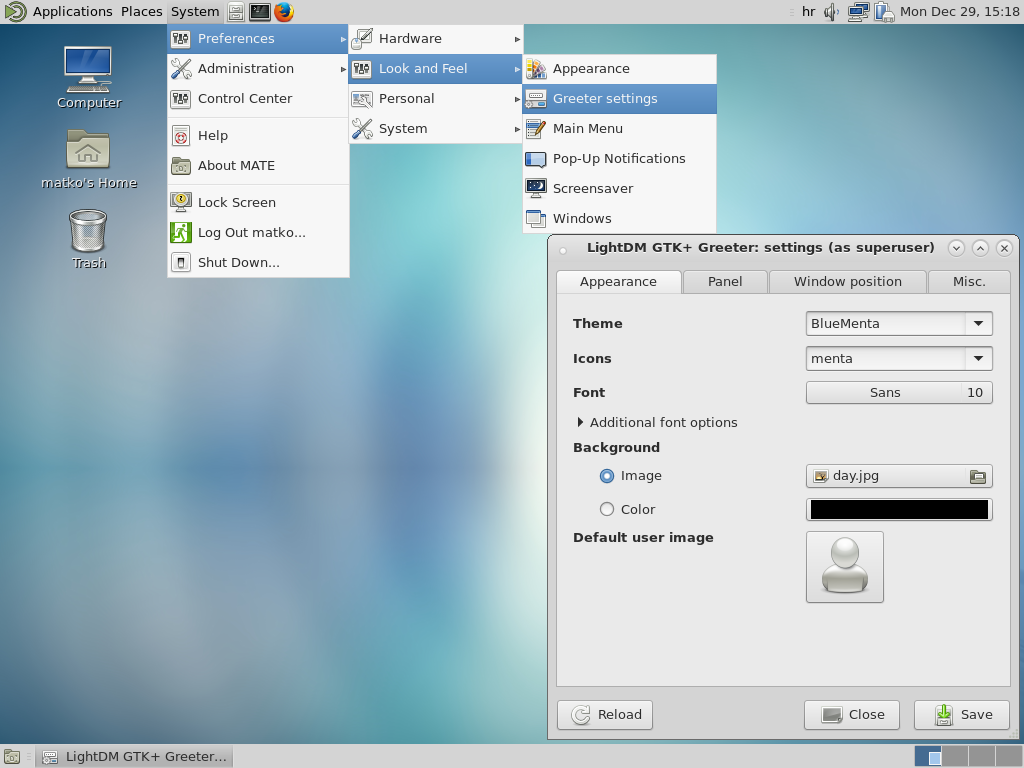 Applications Places System
hr Mon Dec 29, 15:18
Computer
matko's Home
Trash
Preferences
Administration
Control Center
Help
About MATE
Lock Screen
Log Out matko...
Shut Down...
Hardware
Look and Feel
Personal
System
Appearance
Greeter settings
Main Menu
Pop-Up Notifications
Screensaver
Windows
LightDM GTK+ Greeter: settings (as superuser)
Appearance Panel Window position Misc.
Theme BlueMenta
Icons menta
Font Sans 10
Additional font options
Background
Image day.jpg
Color
Default user image
Reload Close Save
LightDM GTK+ Greeter...